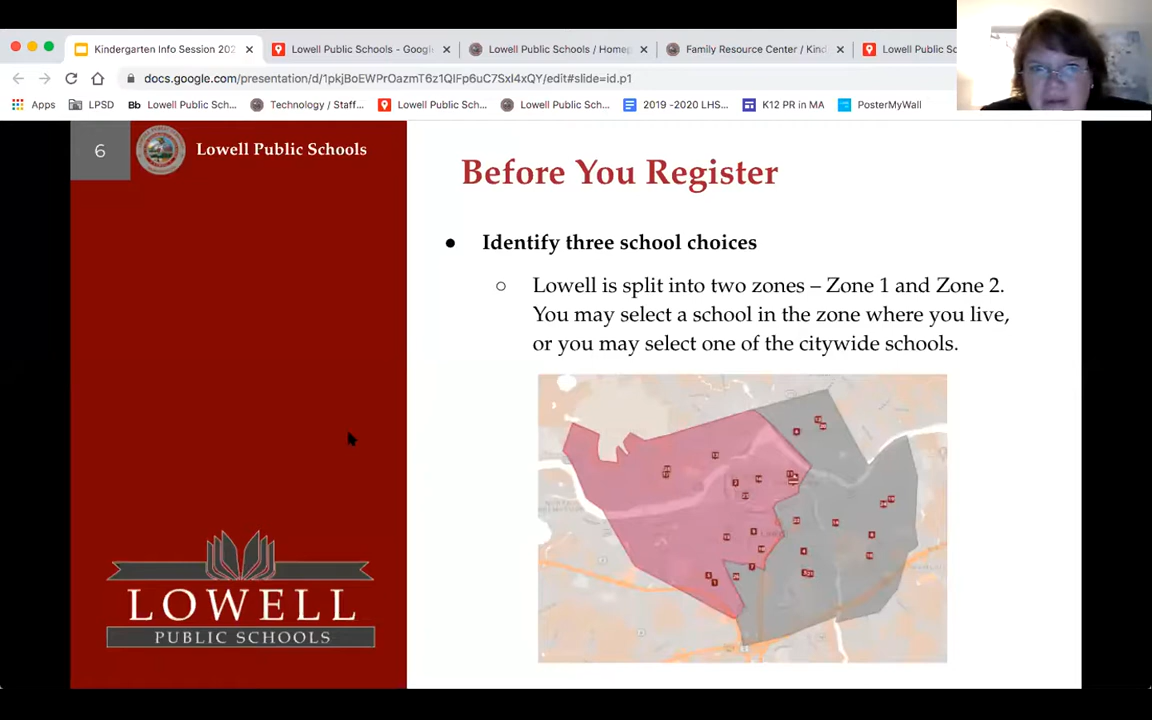 Kindergarten Info Session 202
Lowell Public Schools - Googl
Lowell Public Schools / Homep
Family Resource Center / Kind
Lowell Public Sc
docs.google.com/presentation/d/1pkjBoEWPrOazmT6z1QIFp6uC7SxI4xQY/edit#slide=id.p1
Apps
LPSD
Bb Lowell Public Sch...
Technology / Staff...
Lowell Public Sch...
Lowell Public Sch...
2019 -2020 LHS...
K12 PR in MA
PosterMyWall
6
Lowell Public Schools
Before You Register
● Identify three school choices
○ Lowell is split into two zones – Zone 1 and Zone 2.
You may select a school in the zone where you live,
or you may select one of the citywide schools.
LOWELL
PUBLIC SCHOOLS